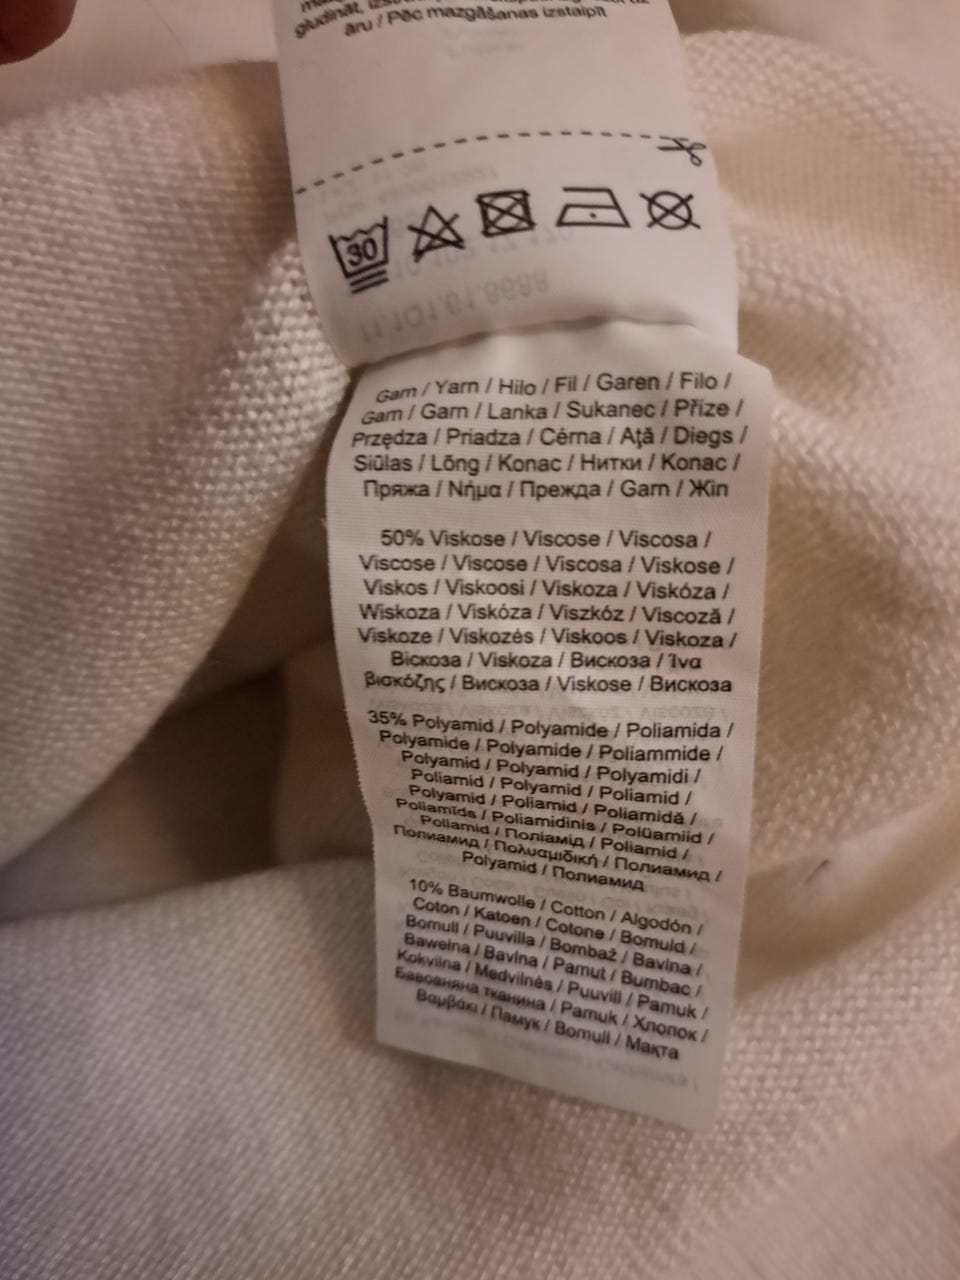 gludināt,
āru / Pēc mazgāšanas izstaipīt
30
11.101.61.8688
Garn / Yarn / Hilo / Fil / Garen / Filo /
Garn / Garn / Lanka / Sukanec / Příze /
Przędza / Priadza / Cérna / Aţă / Diegs /
Siūlas / Lõng / Konac / Нитки / Konac /
Пряжа / Νήμα / Прежда / Garn / Жіп
50% Viskose / Viscose / Viscosa /
Viscose / Viscose / Viscosa / Viskose /
Viskos / Viskoosi / Viskoza / Viskóza /
Wiskoza / Viskóza / Viszkóz / Viscoză /
Viskoze / Viskozės / Viskoos / Viskoza /
Віскоза / Viskoza / Вискоза / Ίνα
βισκόζης / Вискоза / Viskose / Вискоза
35% Polyamid / Polyamide / Poliamida /
Polyamide / Polyamide / Poliammide /
Polyamid / Polyamid / Polyamidi /
Poliamid / Polyamid / Poliamid /
Polyamid / Poliamid / Poliamidă /
Poliamīds / Poliamidinis / Polüamiid /
Poliamid / Поліамід / Poliamid /
Полиамид / Πολυαμιδική / Полиамид /
Polyamid / Полиамид
10% Baumwolle / Cotton / Algodón /
Coton / Katoen / Cotone / Bomuld /
Bomull / Puuvilla / Bombaž / Bavlna /
Bawełna / Bavlna / Pamut / Bumbac /
Kokvilna / Medvilnės / Puuvill / Pamuk /
Бавовняна тканина / Pamuk / Хлопок /
Βαμβάκι / Памук / Bomull / Мақта